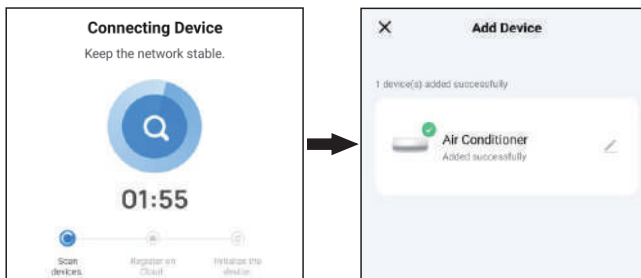 Connecting Device
Keep the network stable.
01:55
Scan
devices.
Register on
Cloud
Initialize the
device.
Add Device
1 device(s) added successfully
Air Conditioner
Added successfully